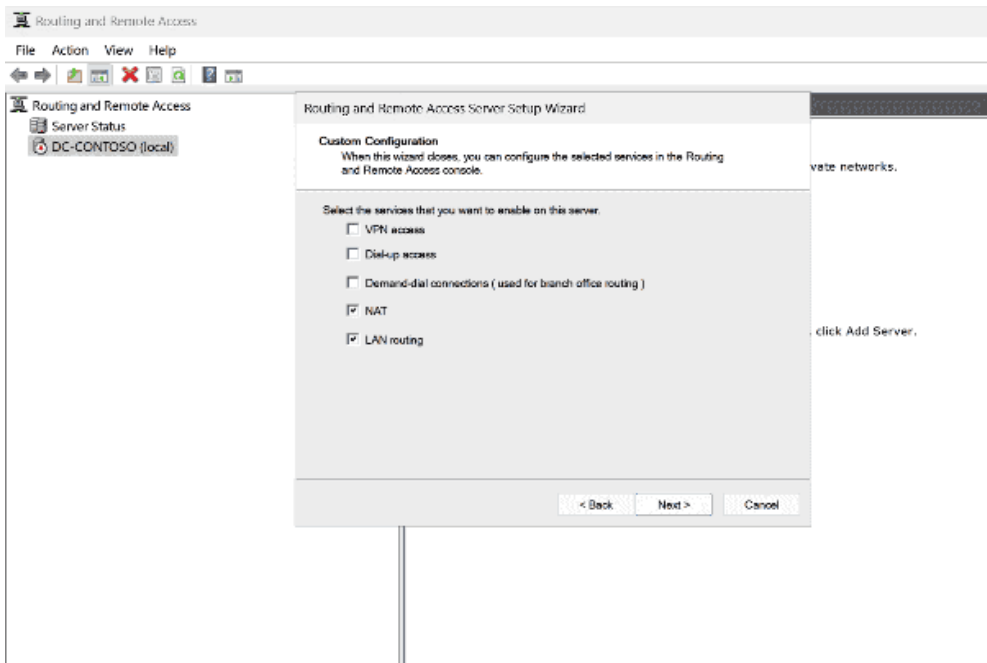 Routing and Remote Access
File Action View Help
Routing and Remote Access
Server Status
DC-CONTOSO (local)
Routing and Remote Access Server Setup Wizard
Custom Configuration
When this wizard closes, you can configure the selected services in the Routing
and Remote Access console.
vate networks.
Select the services that you want to enable on this server.
VPN access
Dial-up access
Demand-dial connections ( used for branch office routing )
NAT
, click Add Server.
LAN routing
< Back Next > Cancel